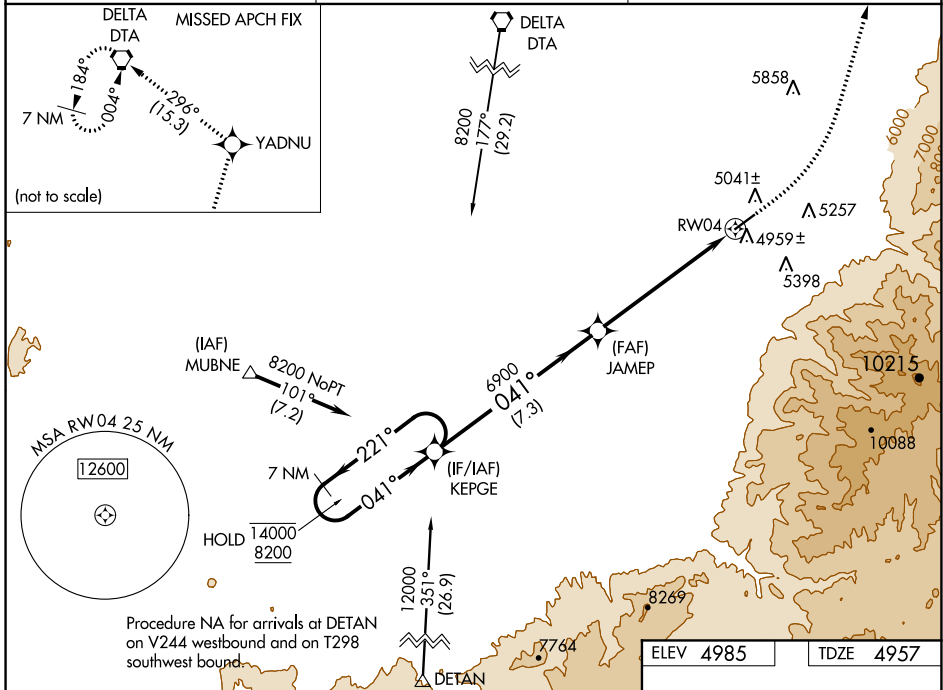 DELTA
DTA
MISSED APCH FIX
184°
004°
7 NM
296°
(15.3)
YADNU
(not to scale)
DELTA
DTA
8200
177°
(29.2)
5858
6000
7000
5041±
5257
RW04
4959±
5398
(IAF)
MUBNE
8200 NoPT
101°
(7.2)
(FAF)
JAMEP
6900
041°
(7.3)
10215
10088
MSA RW04 25 NM
12600
221°
7 NM
041°
(IF/IAF)
KEPGE
HOLD
14000
8200
12000
351°
(26.9)
8269
7764
Procedure NA for arrivals at DETAN
on V244 westbound and on T298
southwest bound.
DETAN
ELEV 4985
TDZE 4957